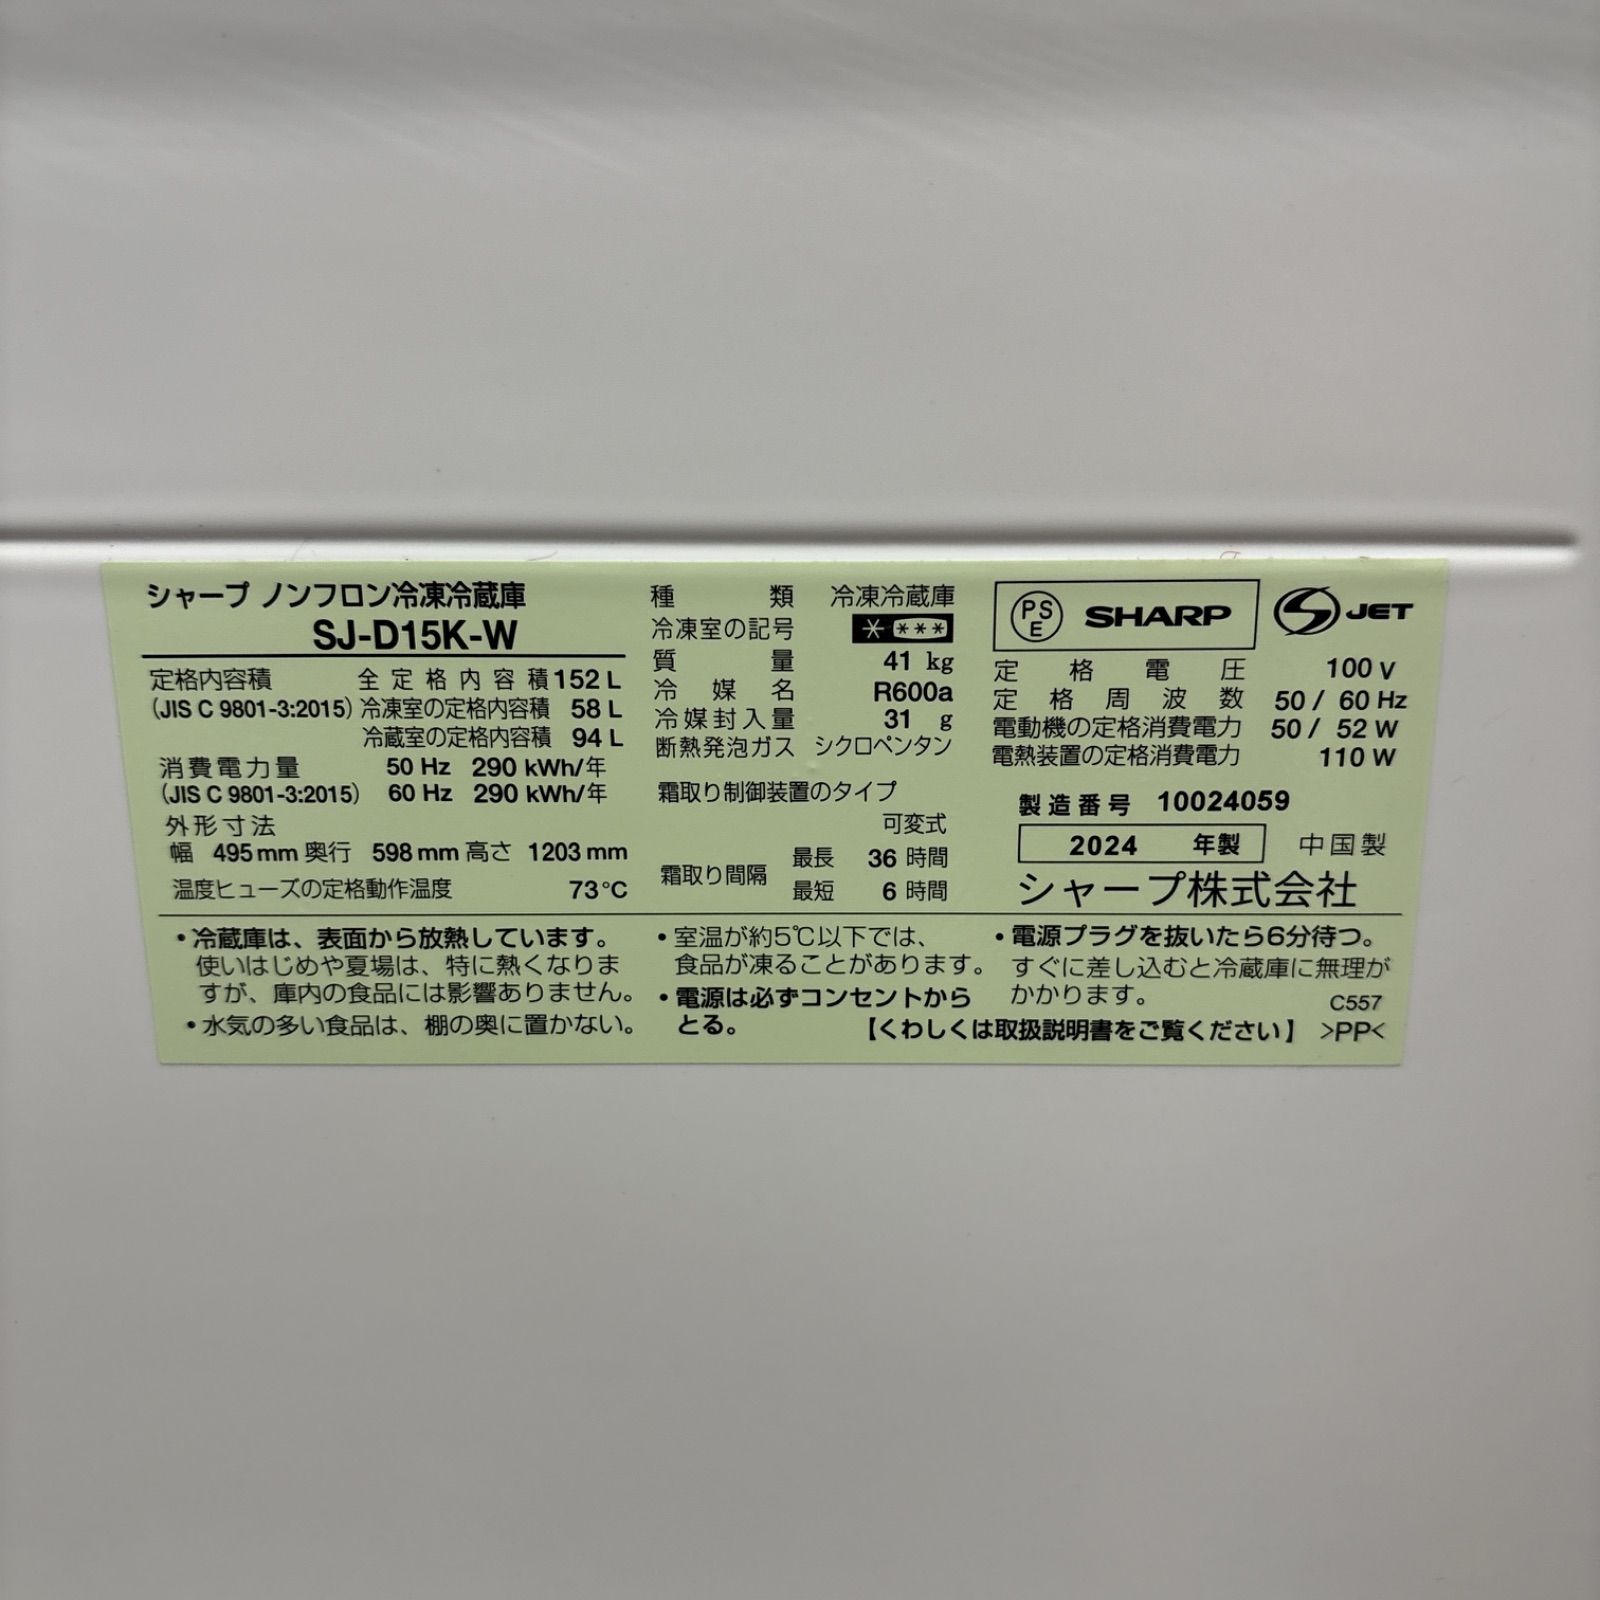 シャープ ノンフロン冷凍冷蔵庫
SJ-D15K-W
定格内容積 全定格内容積 152 L
(JIS C 9801-3:2015) 冷凍室の定格内容積 58 L
冷蔵室の定格内容積 94 L
消費電力量 50 Hz 290 kWh/年
(JIS C 9801-3:2015) 60 Hz 290 kWh/年
外形寸法
幅 495 mm 奥行 598 mm 高さ 1203 mm
温度ヒューズの定格動作温度 73℃
種類 冷凍冷蔵庫
冷凍室の記号 * ***
質量 41 kg
冷媒名 R600a
冷媒封入量 31 g
断熱発泡ガス シクロペンタン
霜取り制御装置のタイプ
可変式
霜取り間隔 最長 36 時間
最短 6 時間
PSE SHARP JET
定格電圧 100 V
定格周波数 50 / 60 Hz
電動機の定格消費電力 50 / 52 W
電熱装置の定格消費電力 110 W
製造番号 10024059
2024 年製 中国製
シャープ株式会社
・冷蔵庫は、表面から放熱しています。
使いはじめや夏場は、特に熱くなりま
すが、庫内の食品には影響ありません。
・水気の多い食品は、棚の奥に置かない。
・室温が約5℃以下では、
食品が凍ることがあります。
・電源は必ずコンセントから
とる。
・電源プラグを抜いたら6分待つ。
すぐに差し込むと冷蔵庫に無理が
かかります。
C557
【くわしくは取扱説明書をご覧ください】 >PP<